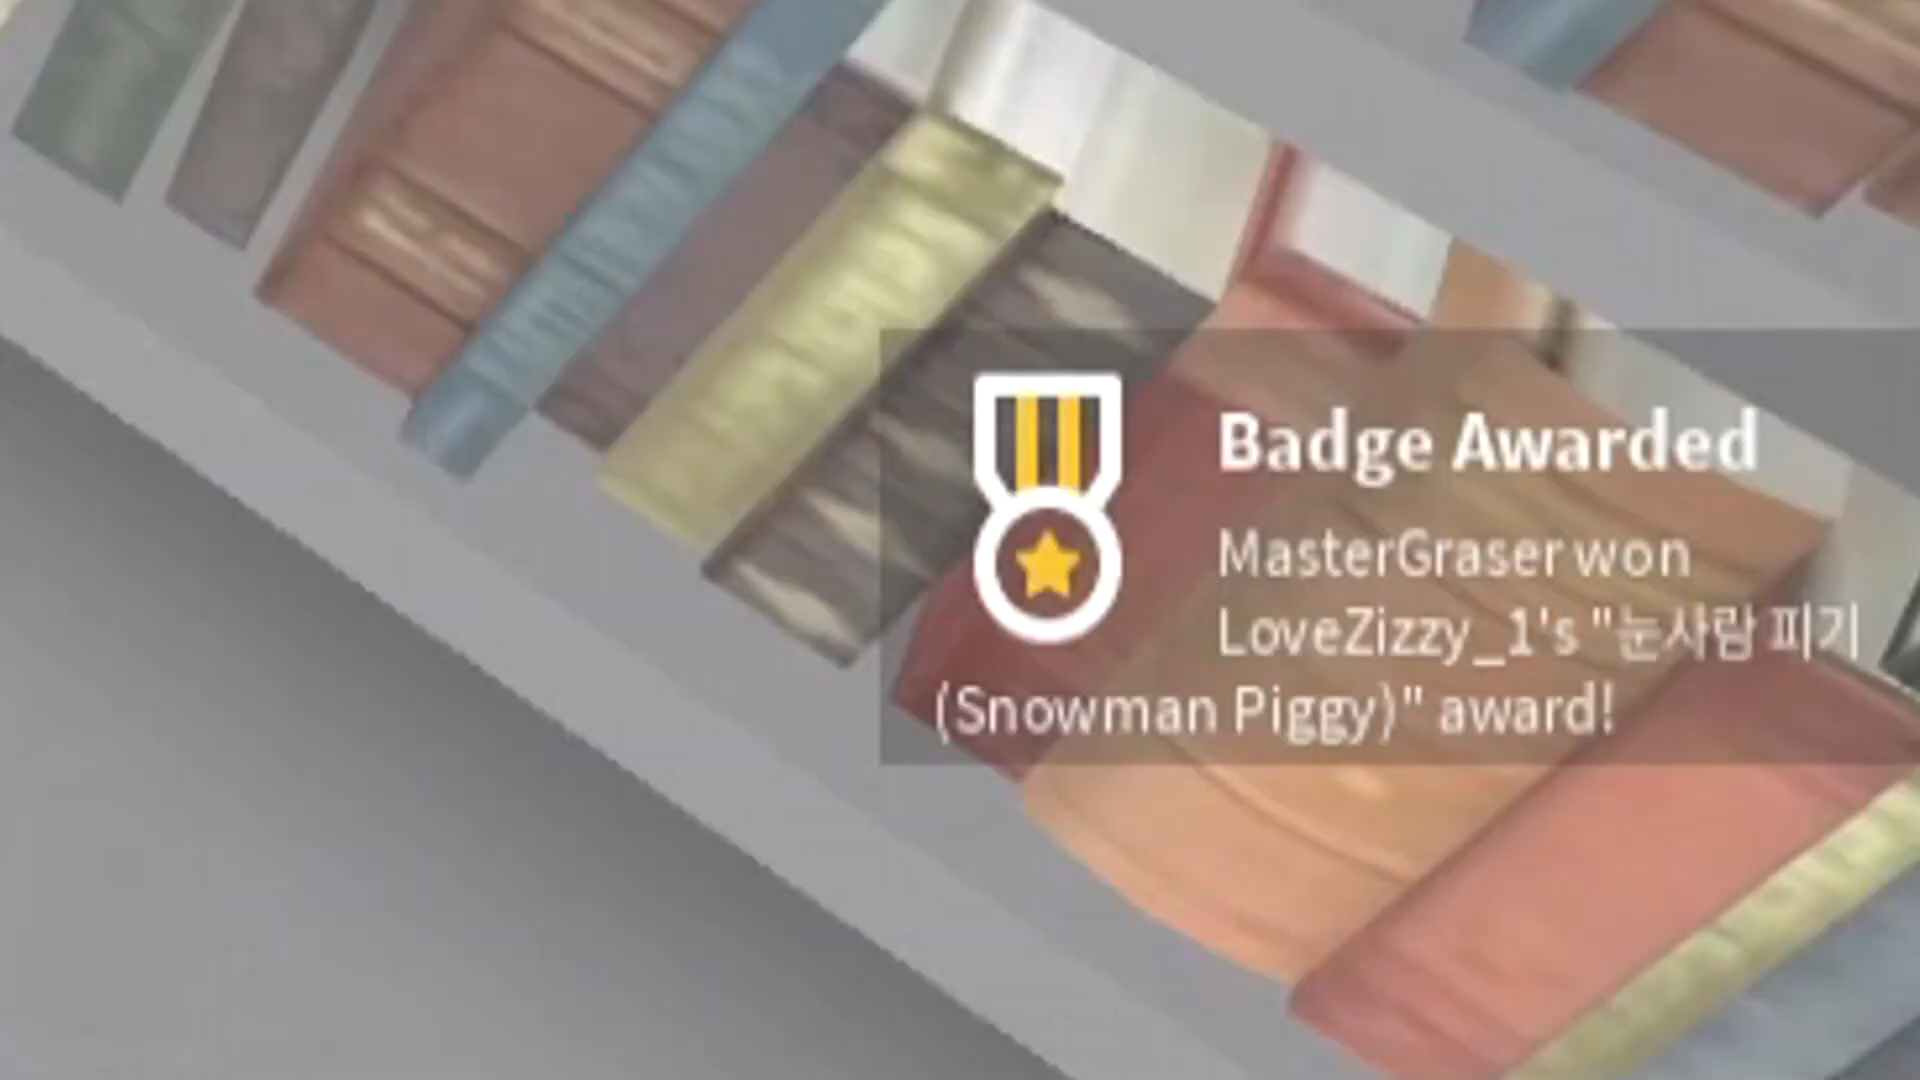 Badge Awarded
MasterGraser won
LoveZizzy_1's "눈사람 피기
(Snowman Piggy)" award!